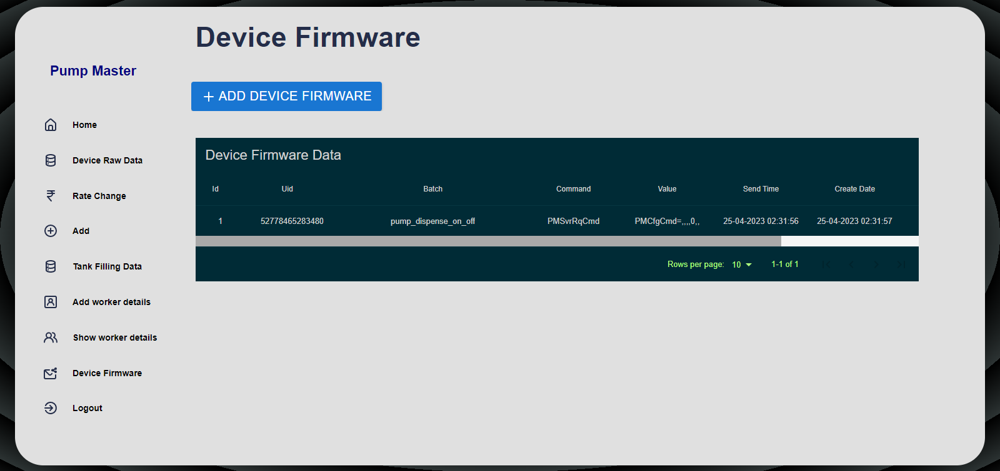 Device Firmware
Pump Master
ADD DEVICE FIRMWARE
Home
Device Raw Data
Rate Change
Add
Tank Filling Data
Add worker details
Show worker details
Device Firmware
Logout
Device Firmware Data
Id Uid Batch Command Value Send Time Create Date
1 52778465283480 pump_dispense_on_off PMSvrRqCmd PMCfgCmd=,,,,0,, 25-04-2023 02:31:56 25-04-2023 02:31:57
Rows per page: 10 1-1 of 1